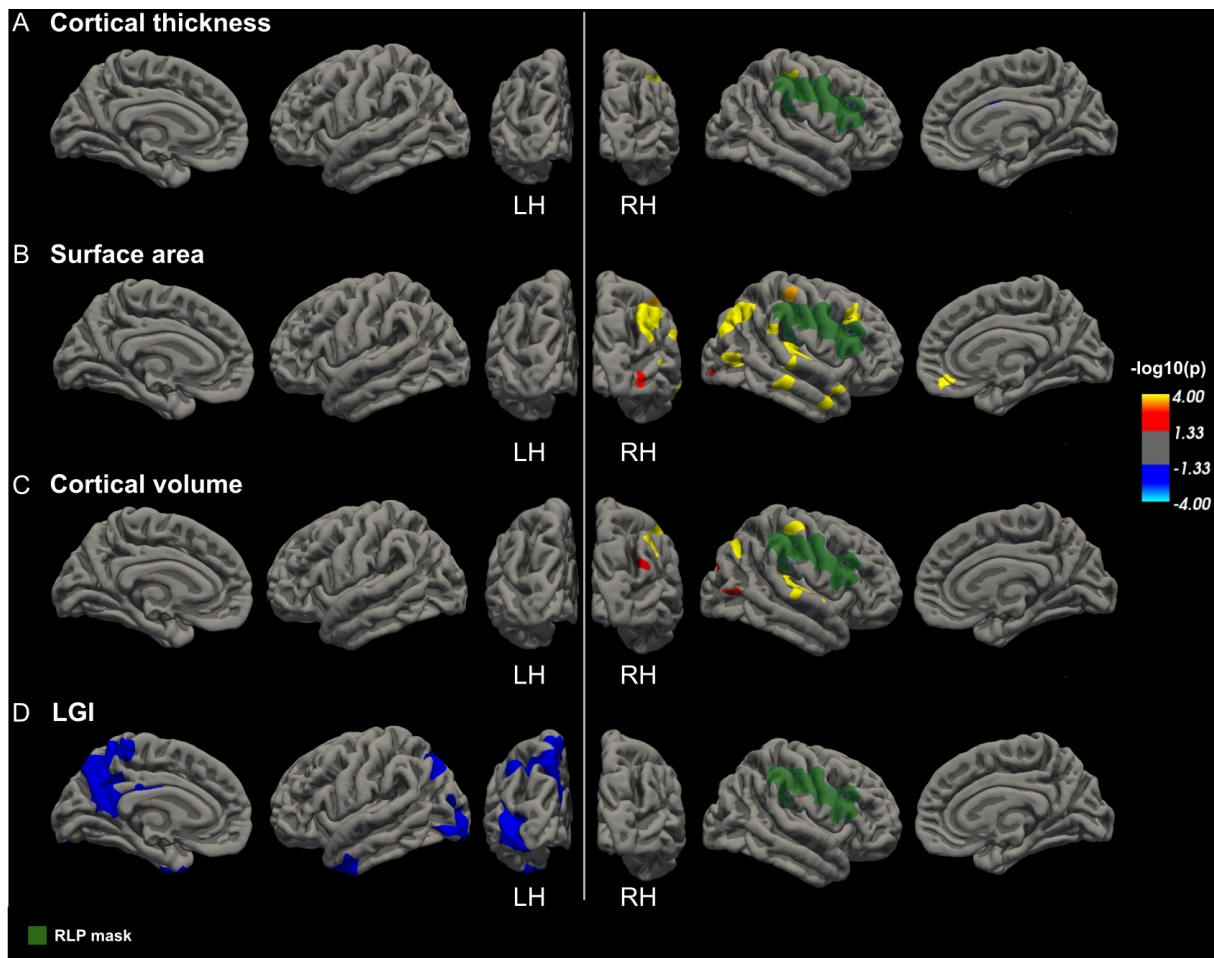 A Cortical thickness
LH RH
B Surface area
-log10(p)
4.00
1.33
-1.33
-4.00
LH RH
C Cortical volume
LH RH
D LGI
LH RH
RLP mask